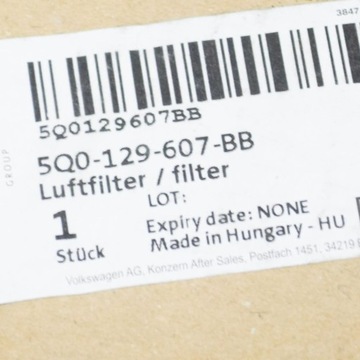 3847
5Q0129607BB
5Q0-129-607-BB
Luftfilter / filter
LOT:
1
Expiry date: NONE
Stück
Made in Hungary - HU
Volkswagen AG, Konzern After Sales, Postfach 1451, 34219
GROUP